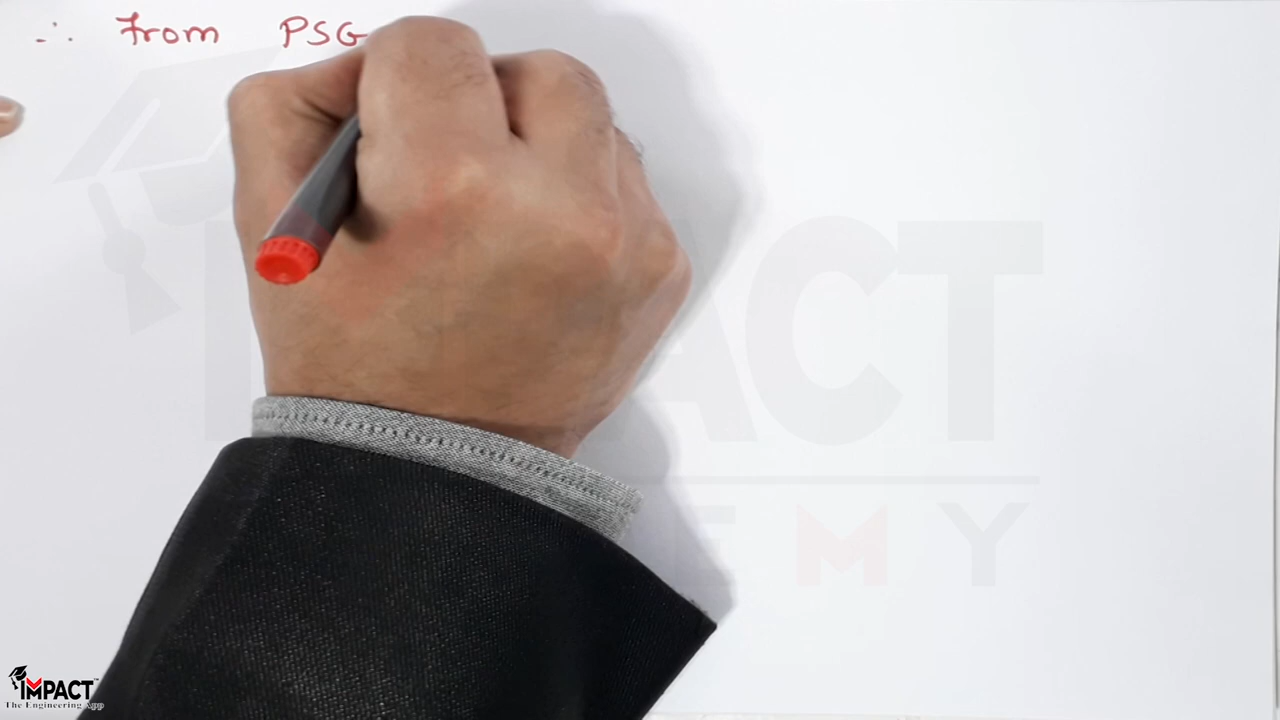 ∴ From PSG
IMPACT
The Engineering App